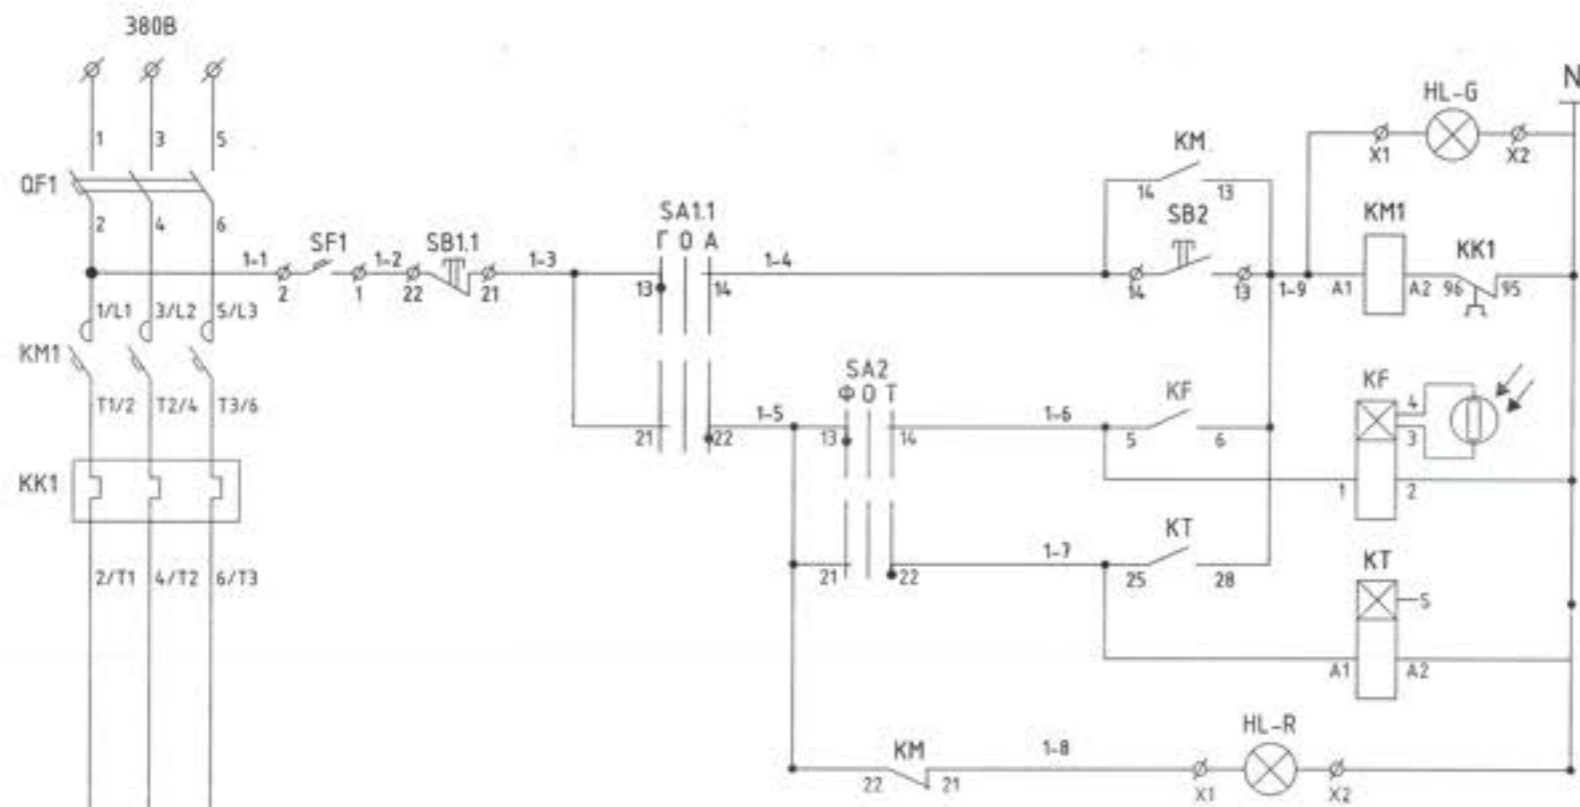 380В
N
HL-G
X1 X2
1 3 5
KM
14 13
QF1
2 4 6
SA1.1
Г О А
SB2
KM1
KK1
1-1 SF1 1-2 SB1.1 1-3
1-4
2 1 22 21
13 14
14 13 1-9 A1 A2 96 95
1/L1 3/L2 5/L3
KM1
SA2
Ф О Т
KF
KF
4
3
T1/2 T2/4 T3/6
21 22 1-5
13 14 1-6
5 6
KK1
1 2
KT
KT
2/T1 4/T2 6/T3
21 22 1-7
25 28
S
A1 A2
HL-R
KM 1-8
22 21
X1 X2